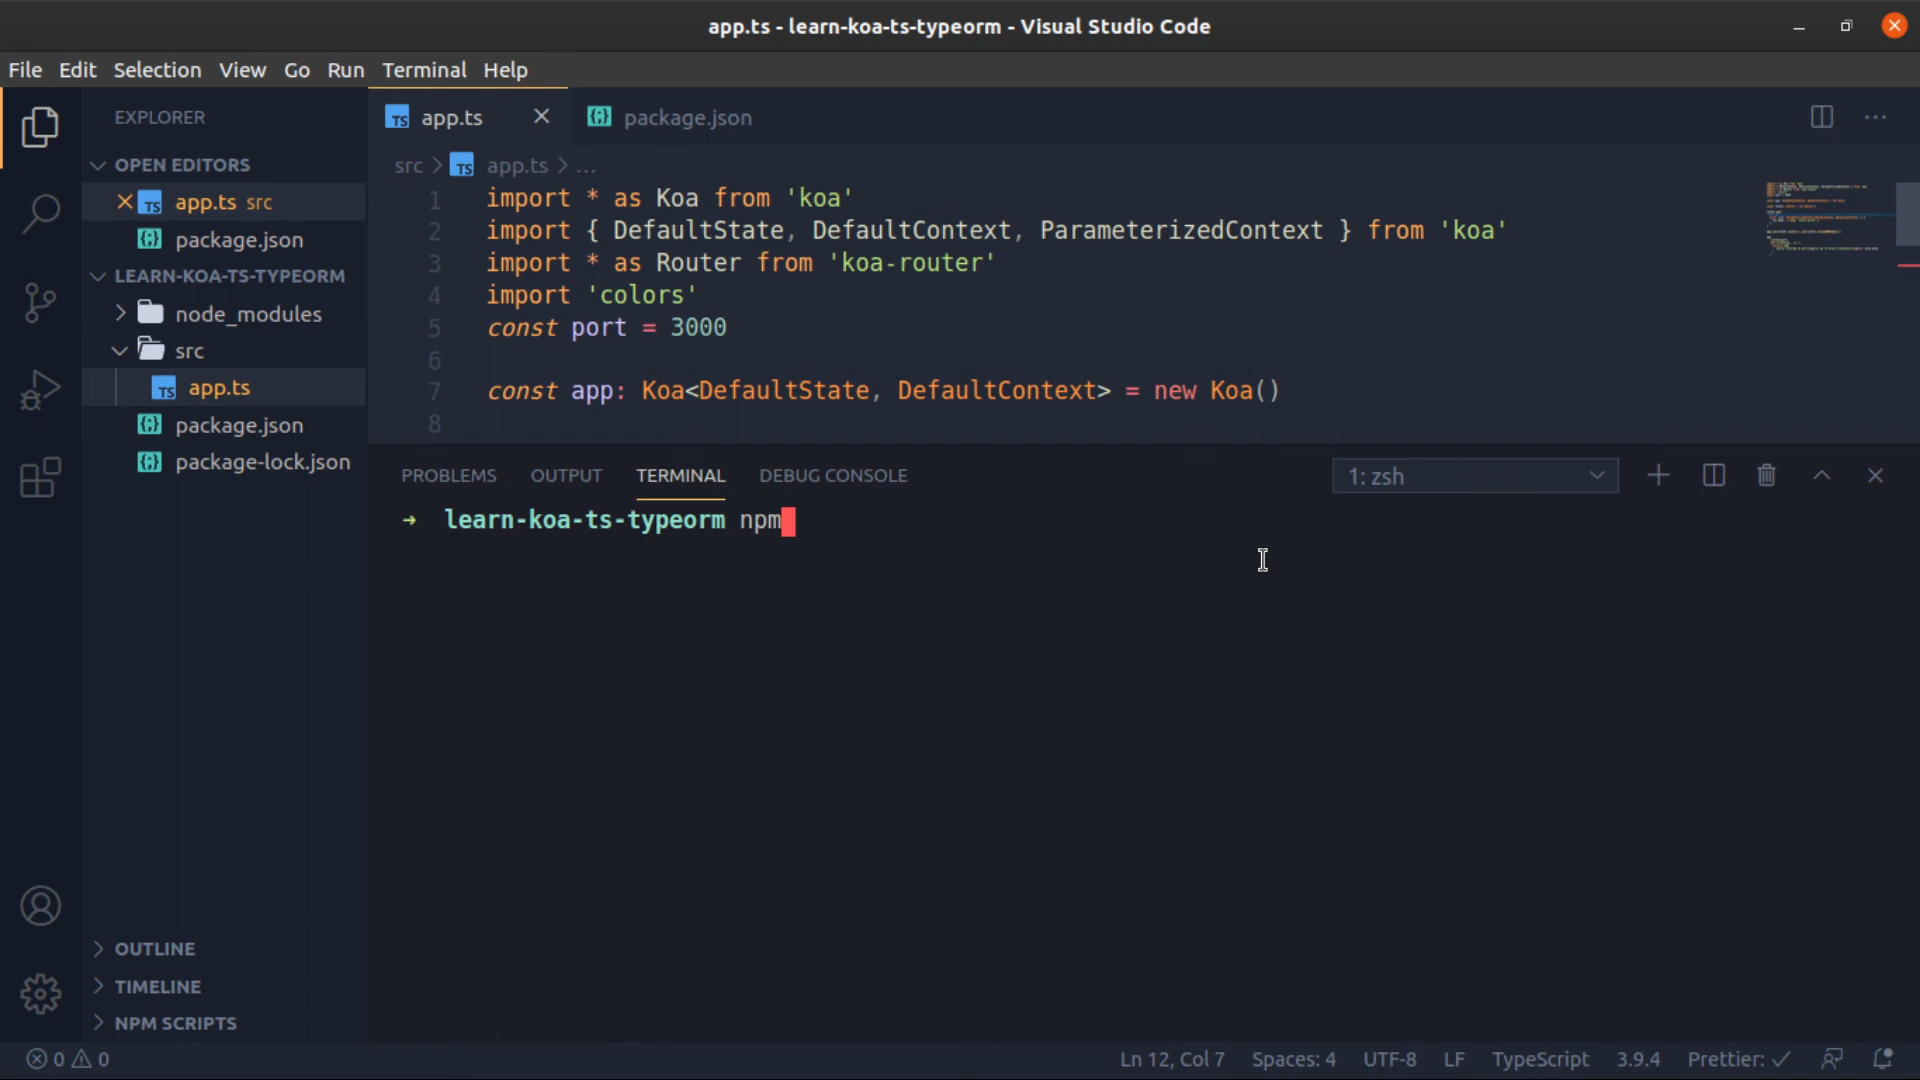 app.ts - learn-koa-ts-typeorm - Visual Studio Code
File Edit Selection View Go Run Terminal Help
EXPLORER
OPEN EDITORS
TS app.ts src
package.json
LEARN-KOA-TS-TYPEORM
node_modules
src
TS app.ts
package.json
package-lock.json
OUTLINE
TIMELINE
NPM SCRIPTS
TS app.ts package.json
src > TS app.ts > ...
1 import * as Koa from 'koa'
2 import { DefaultState, DefaultContext, ParameterizedContext } from 'koa'
3 import * as Router from 'koa-router'
4 import 'colors'
5 const port = 3000
6
7 const app: Koa<DefaultState, DefaultContext> = new Koa()
8
PROBLEMS OUTPUT TERMINAL DEBUG CONSOLE 1: zsh
→ learn-koa-ts-typeorm npm
0 0 Ln 12, Col 7 Spaces: 4 UTF-8 LF TypeScript 3.9.4 Prettier: ✓